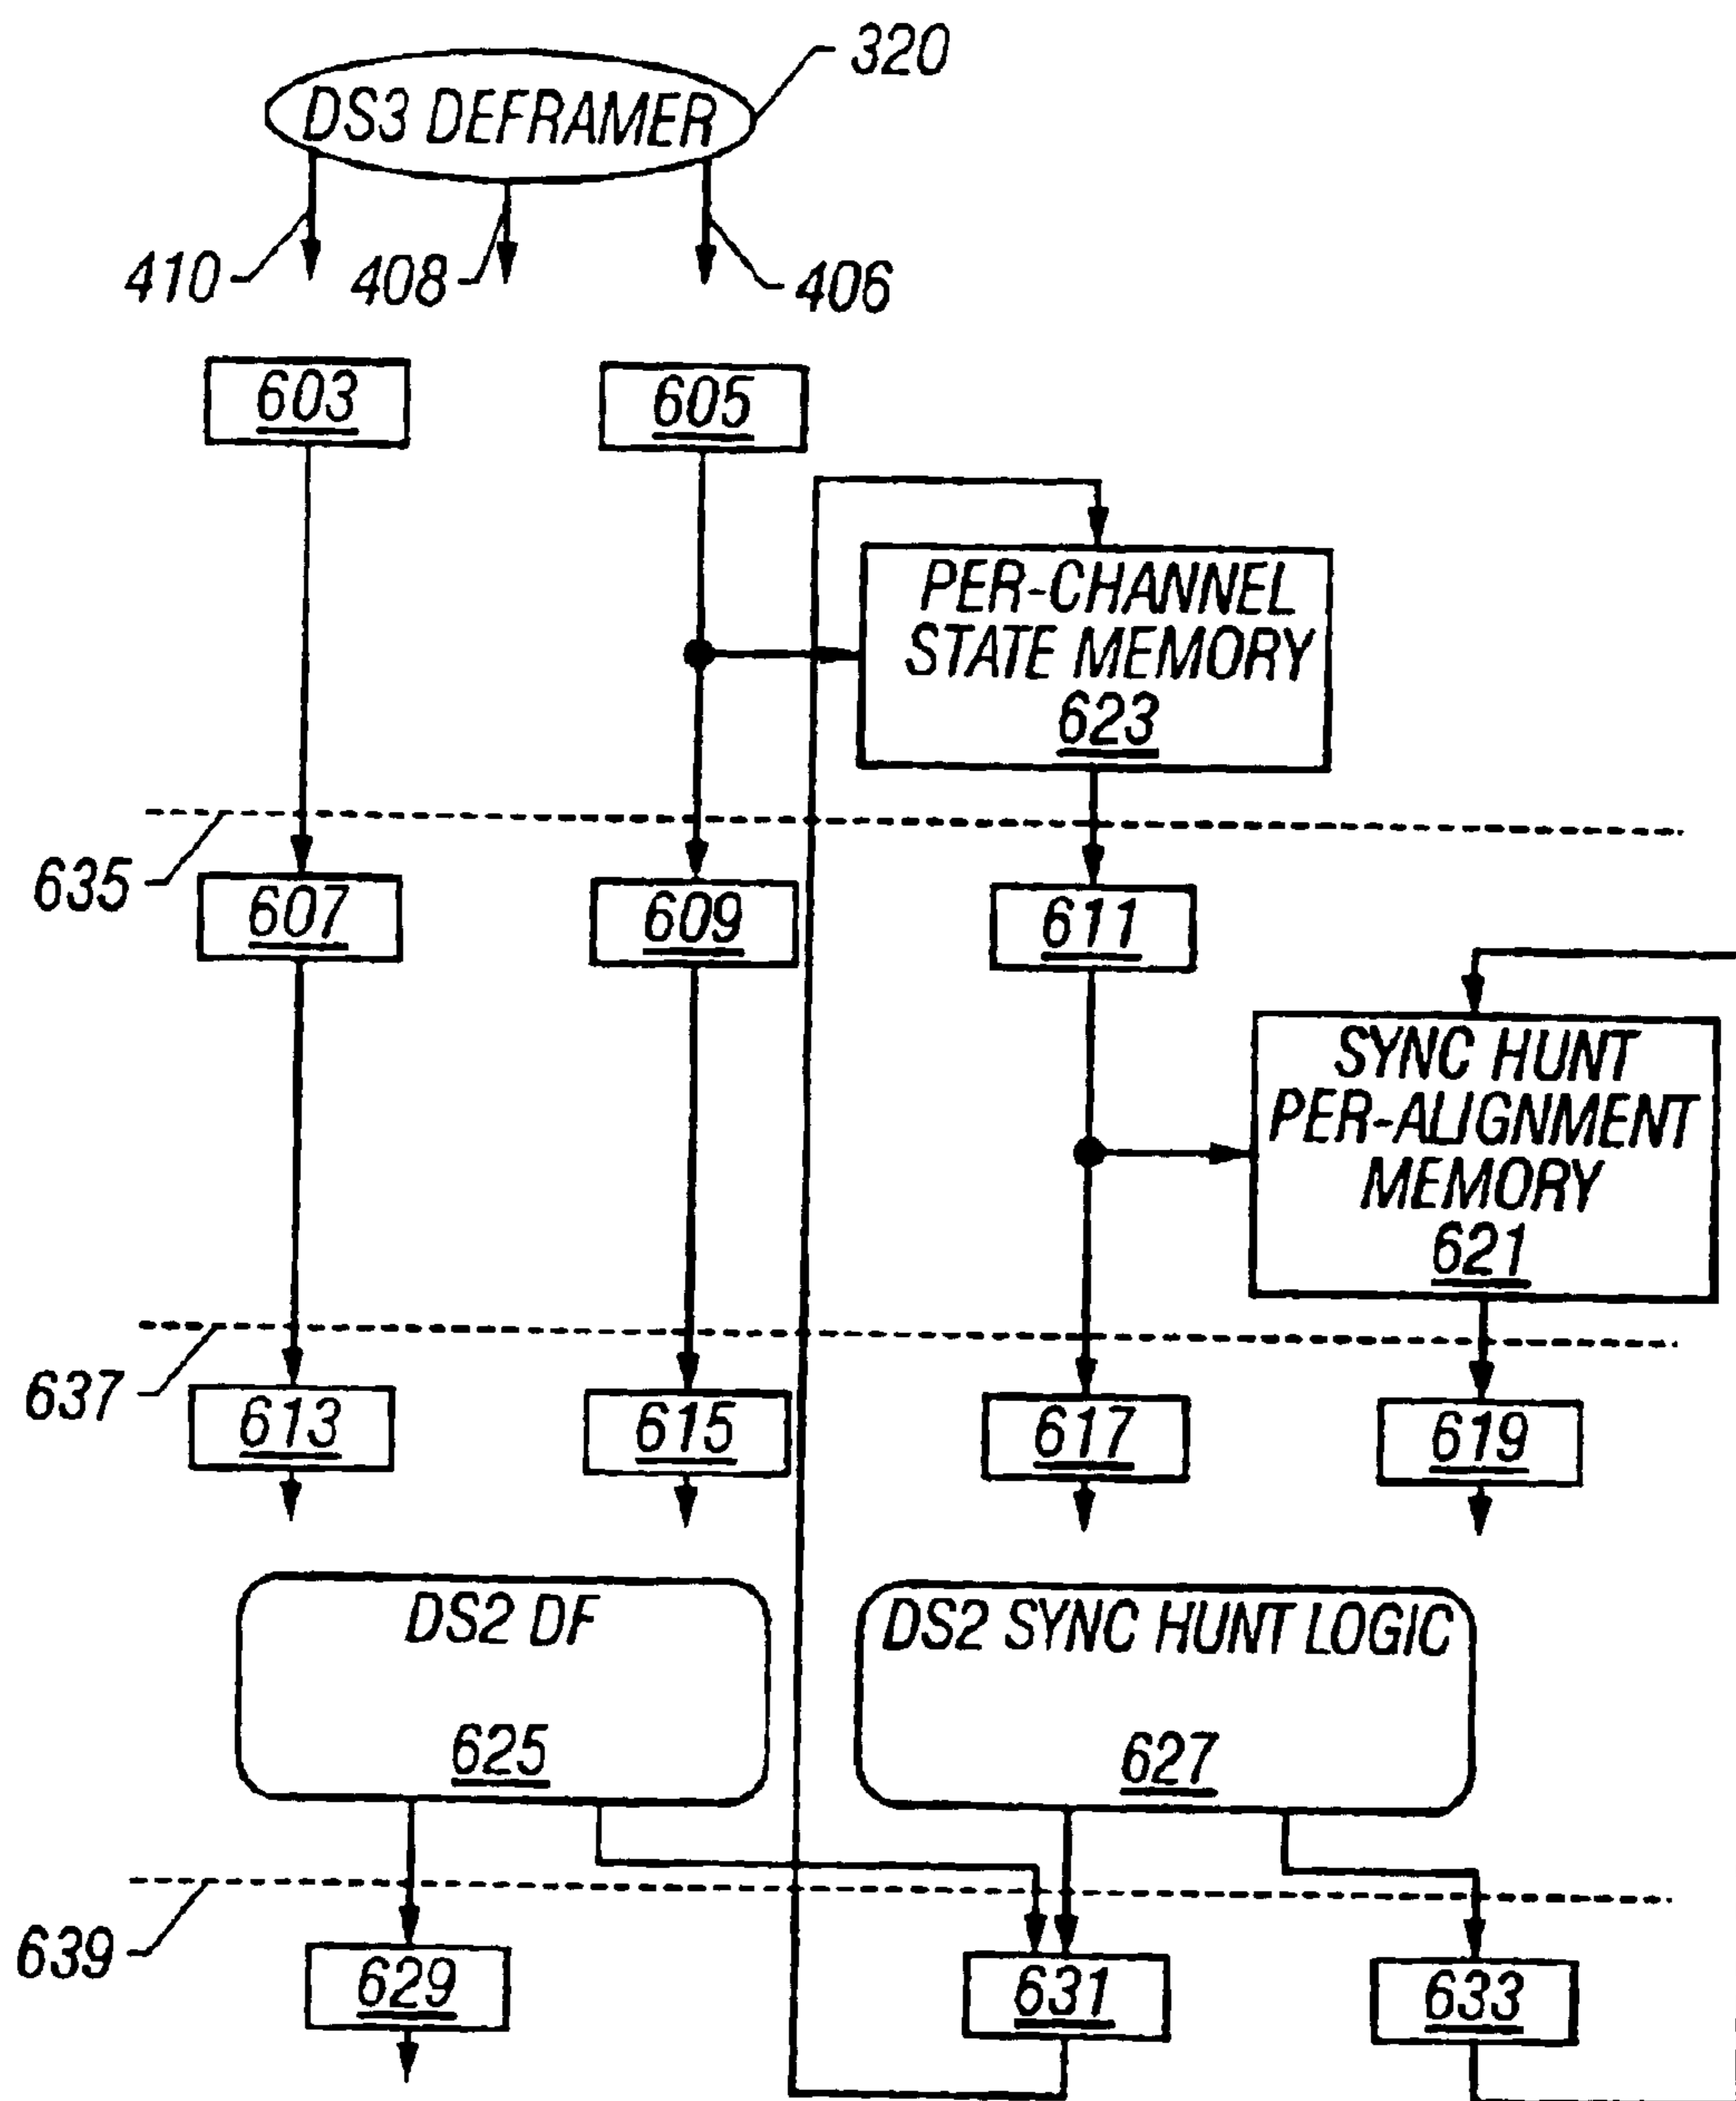 320
DS3 DEFRAMER
410
408
406
603
605
PER-CHANNEL
STATE MEMORY
623
635
607
609
611
SYNC HUNT
PER-ALIGNMENT
MEMORY
621
637
613
615
617
619
DS2 DF
625
DS2 SYNC HUNT LOGIC
627
639
629
631
633